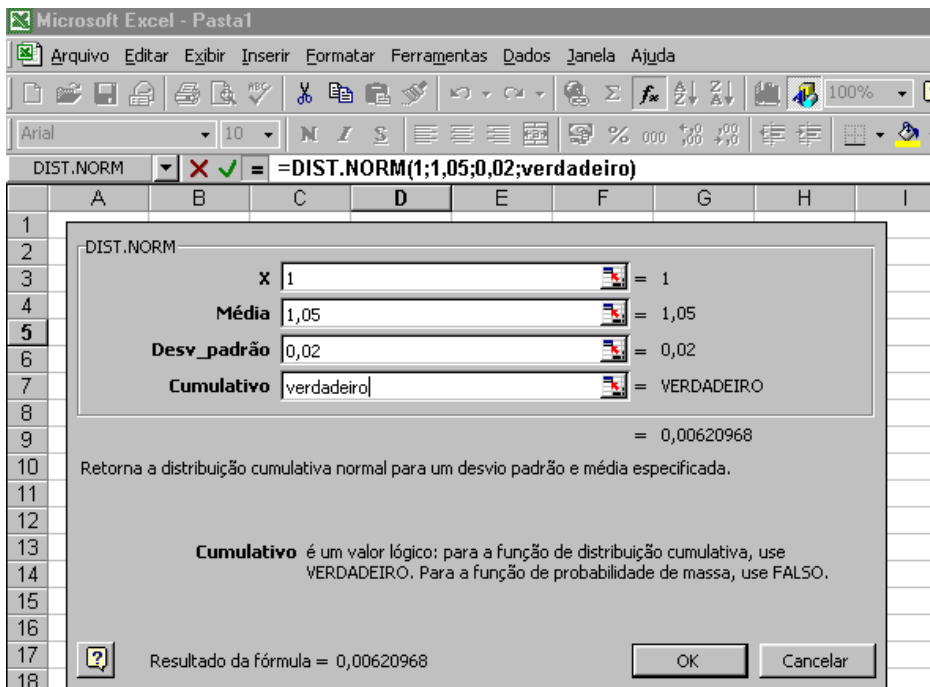 Microsoft Excel - Pasta1
Arquivo Editar Exibir Inserir Formatar Ferramentas Dados Janela Ajuda
ABC Σ fx A Z Z A 100%
Arial 10 N I S % 000
DIST.NORM = =DIST.NORM(1;1,05;0,02;verdadeiro)
A B C D E F G H I
1
2 DIST.NORM
3 X 1 = 1
4 Média 1,05 = 1,05
5
6 Desv_padrão 0,02 = 0,02
7 Cumulativo verdadeiro = VERDADEIRO
8
9 = 0,00620968
10 Retorna a distribuição cumulativa normal para um desvio padrão e média especificada.
11
12
13 Cumulativo é um valor lógico: para a função de distribuição cumulativa, use
14 VERDADEIRO. Para a função de probabilidade de massa, use FALSO.
15
16
17 ? Resultado da fórmula = 0,00620968 OK Cancelar
18